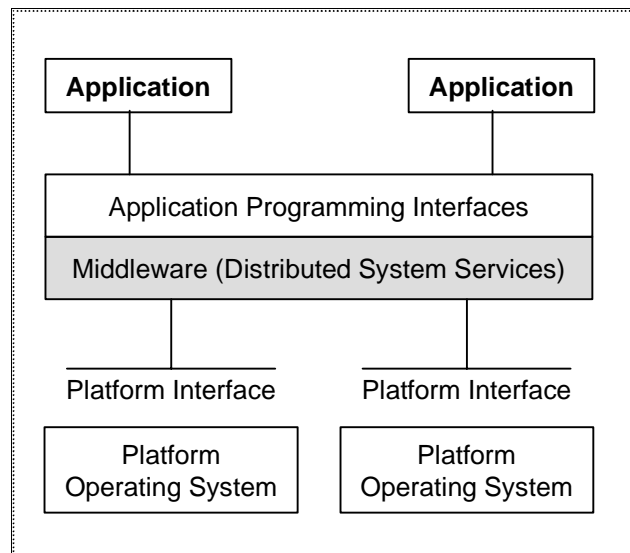 Application
Application
Application Programming Interfaces
Middleware (Distributed System Services)
Platform Interface
Platform Interface
Platform
Operating System
Platform
Operating System